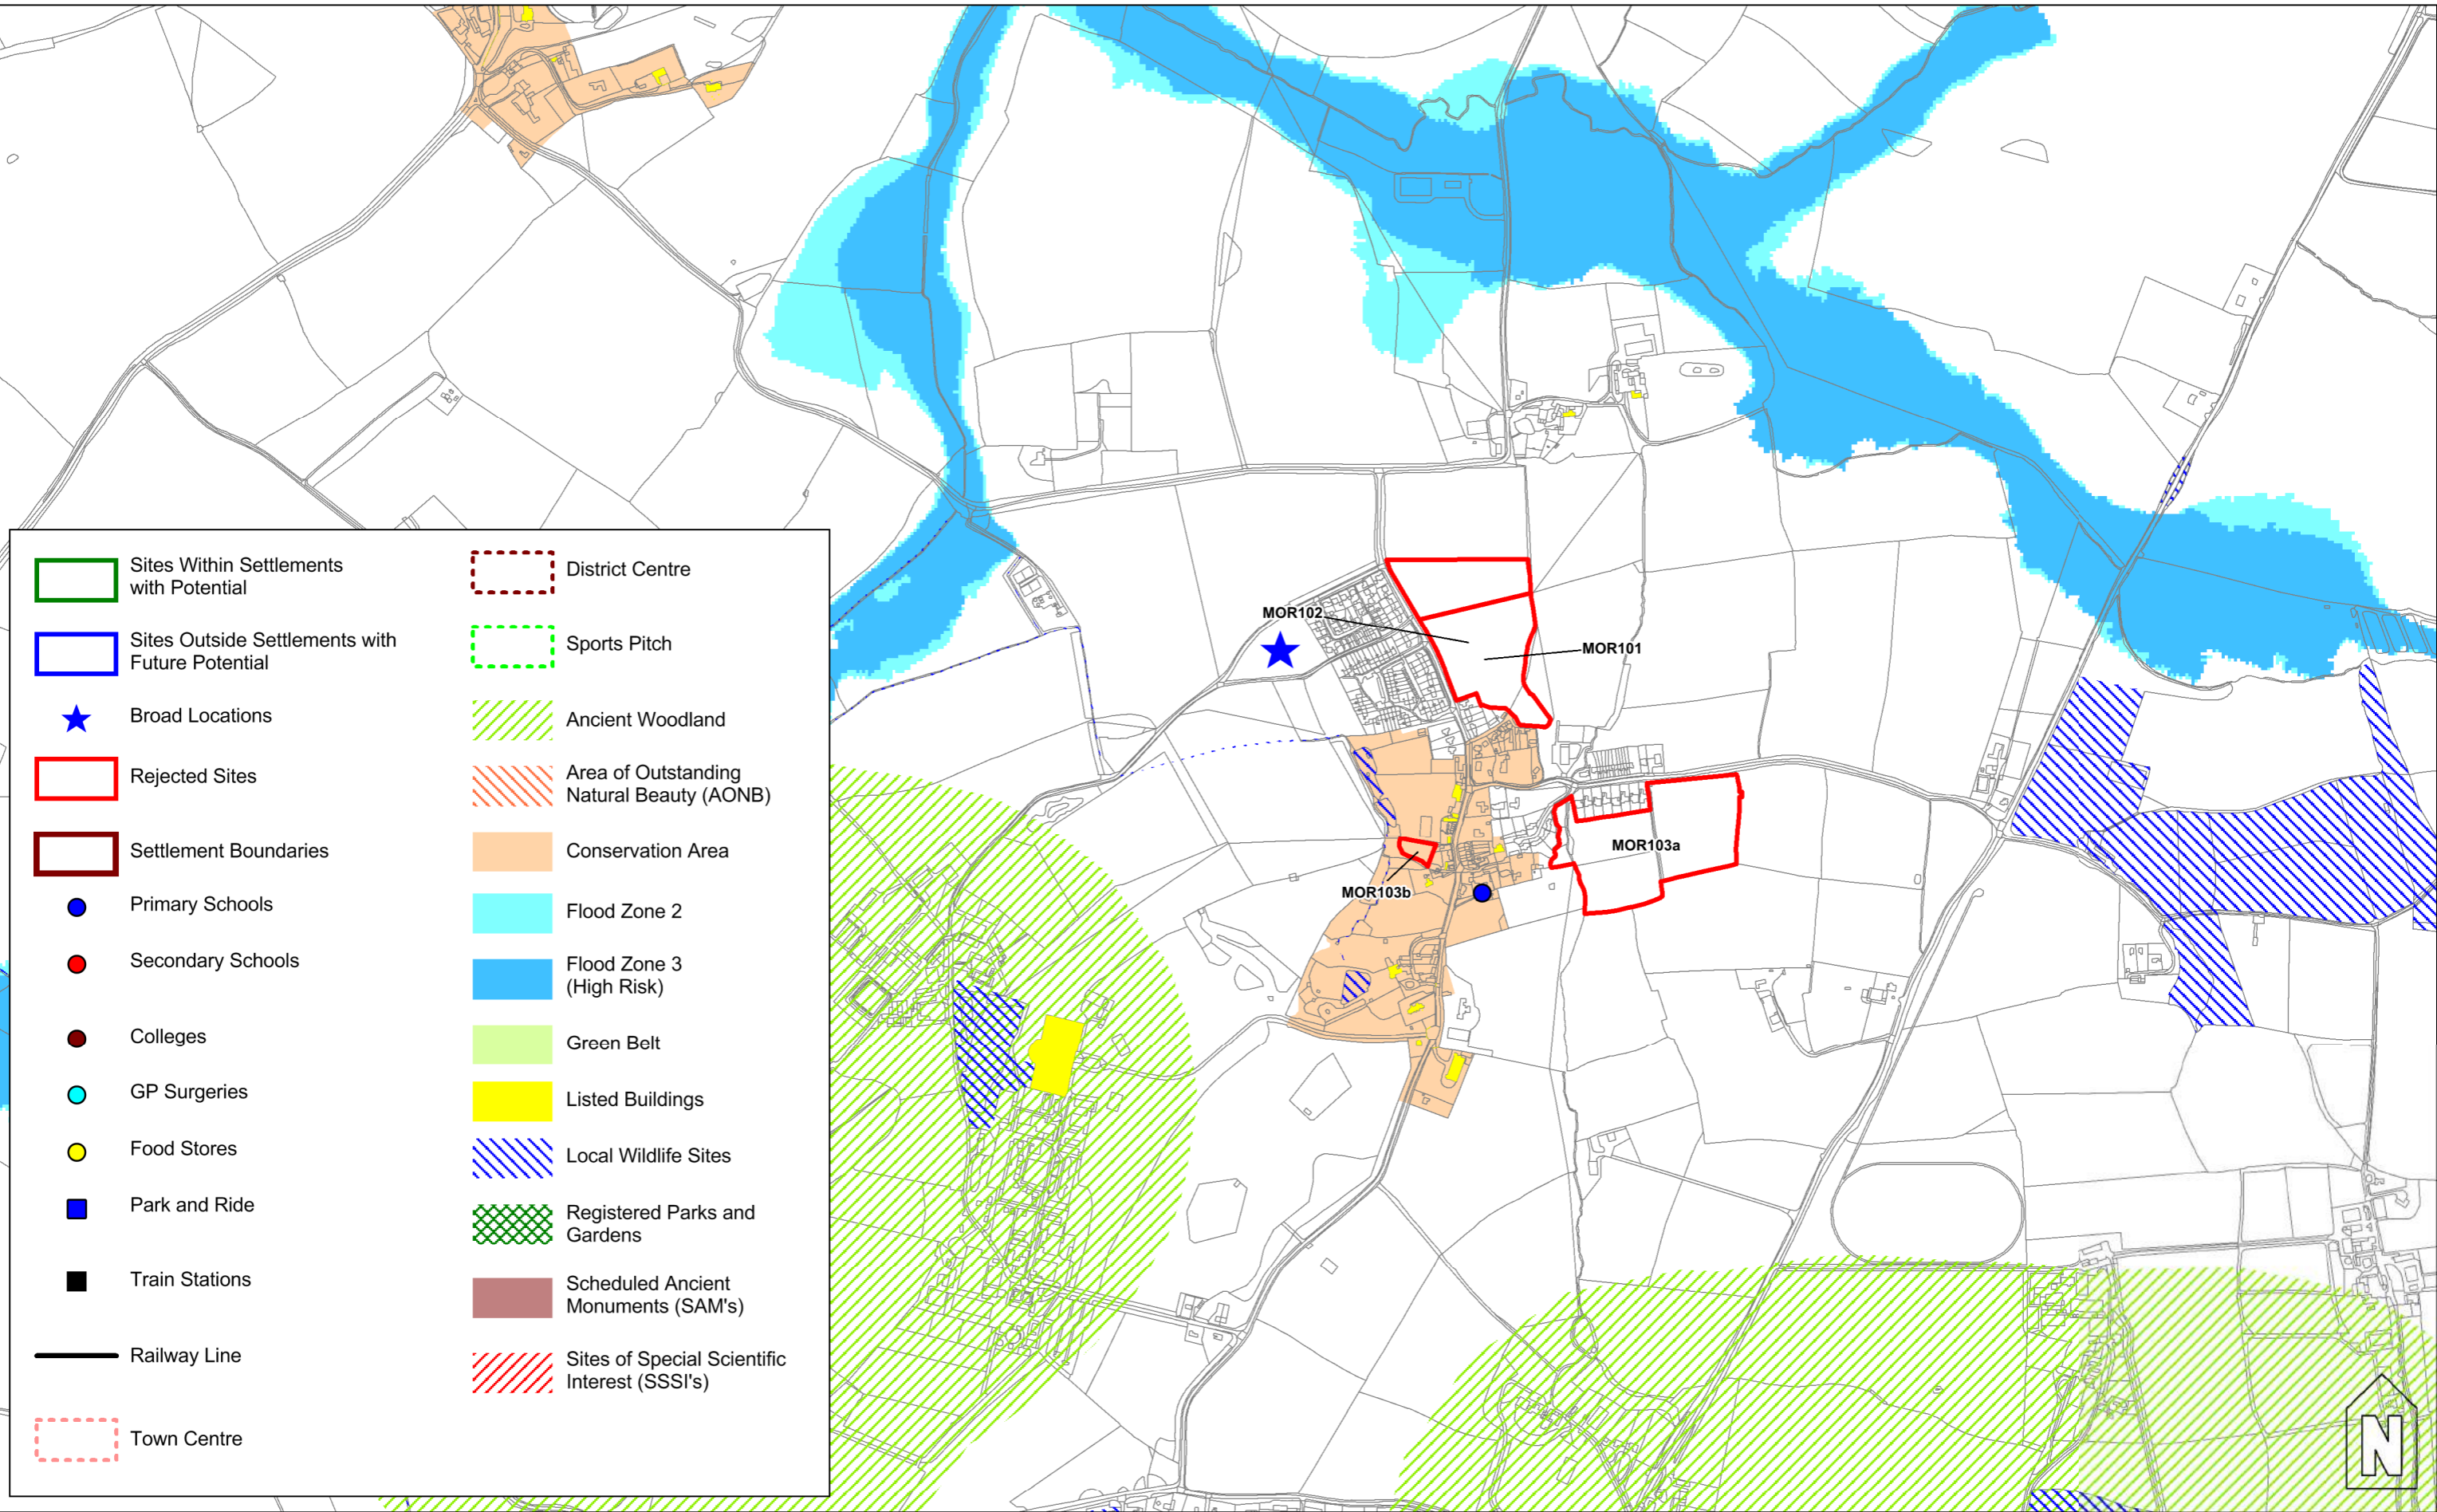 Sites Within Settlements
with Potential
Sites Outside Settlements with
Future Potential
Broad Locations
Rejected Sites
Settlement Boundaries
Primary Schools
Secondary Schools
Colleges
GP Surgeries
Food Stores
Park and Ride
Train Stations
Railway Line
Town Centre
District Centre
Sports Pitch
Ancient Woodland
Area of Outstanding
Natural Beauty (AONB)
Conservation Area
Flood Zone 2
Flood Zone 3
(High Risk)
Green Belt
Listed Buildings
Local Wildlife Sites
Registered Parks and
Gardens
Scheduled Ancient
Monuments (SAM's)
Sites of Special Scientific
Interest (SSSI's)
MOR102
MOR101
MOR103a
MOR103b
N